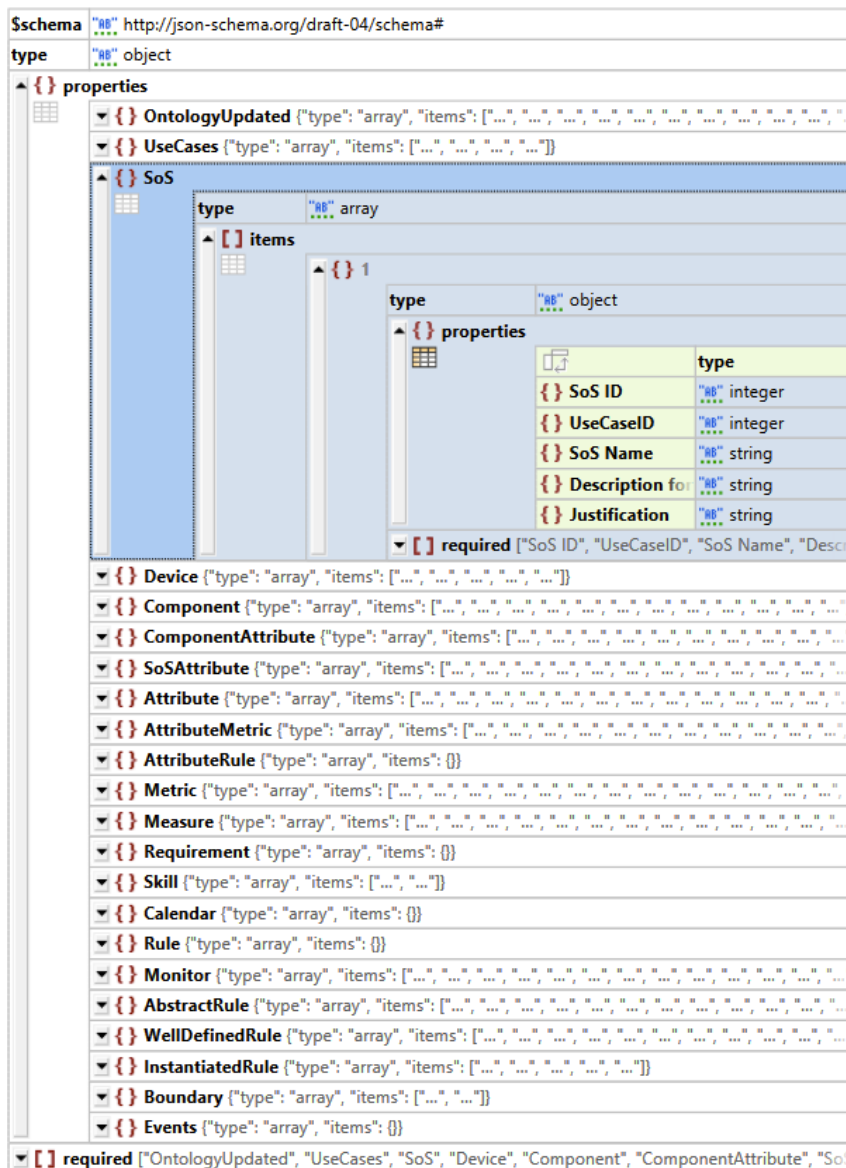 $schema "AB" http://json-schema.org/draft-04/schema#
type "AB" object
{ } properties
{ } OntologyUpdated {"type": "array", "items": ["...", "...", "...", "...", "...", "...", "...", "...", "...", "...", "
{ } UseCases {"type": "array", "items": ["...", "...", "...", "..."]}
{ } SoS
type "AB" array
[ ] items
{ } 1
type "AB" object
{ } properties
type
{ } SoS ID "AB" integer
{ } UseCaseID "AB" integer
{ } SoS Name "AB" string
{ } Description for "AB" string
{ } Justification "AB" string
[ ] required ["SoS ID", "UseCaseID", "SoS Name", "Descr
{ } Device {"type": "array", "items": ["...", "...", "...", "...", "..."]}
{ } Component {"type": "array", "items": ["...", "...", "...", "...", "...", "...", "...", "...", "...", "...", "...", "..."
{ } ComponentAttribute {"type": "array", "items": ["...", "...", "...", "...", "...", "...", "...", "...", "...", "...
{ } SoSAttribute {"type": "array", "items": ["...", "...", "...", "...", "...", "...", "...", "...", "...", "...", "...", "...
{ } Attribute {"type": "array", "items": ["...", "...", "...", "...", "...", "...", "...", "...", "...", "...", "...", "...", "...
{ } AttributeMetric {"type": "array", "items": ["...", "...", "...", "...", "...", "...", "...", "...", "...", "...", "...",
{ } AttributeRule {"type": "array", "items": {}}
{ } Metric {"type": "array", "items": ["...", "...", "...", "...", "...", "...", "...", "...", "...", "...", "...", "...", "...",
{ } Measure {"type": "array", "items": ["...", "...", "...", "...", "...", "...", "...", "...", "...", "...", "...", "...", "...
{ } Requirement {"type": "array", "items": {}}
{ } Skill {"type": "array", "items": ["...", "..."]}
{ } Calendar {"type": "array", "items": {}}
{ } Rule {"type": "array", "items": {}}
{ } Monitor {"type": "array", "items": ["...", "...", "...", "...", "...", "...", "...", "...", "...", "...", "...", "...", "...
{ } AbstractRule {"type": "array", "items": ["...", "...", "...", "...", "...", "...", "...", "...", "...", "...", "...", "...
{ } WellDefinedRule {"type": "array", "items": ["...", "...", "...", "...", "...", "...", "...", "...", "...", "...", "...
{ } InstantiatedRule {"type": "array", "items": ["...", "...", "...", "...", "..."]}
{ } Boundary {"type": "array", "items": ["...", "..."]}
{ } Events {"type": "array", "items": {}}
[ ] required ["OntologyUpdated", "UseCases", "SoS", "Device", "Component", "ComponentAttribute", "SoS